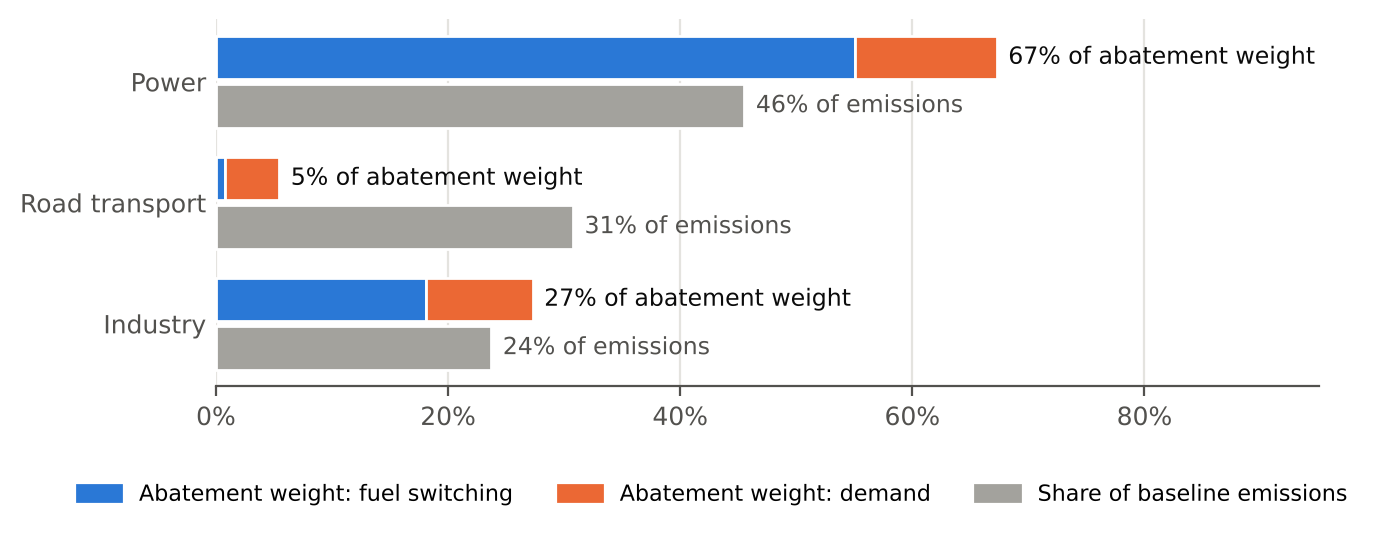 Power
67% of abatement weight
46% of emissions
Road transport
5% of abatement weight
31% of emissions
Industry
27% of abatement weight
24% of emissions
0% 20% 40% 60% 80%
Abatement weight: fuel switching Abatement weight: demand Share of baseline emissions